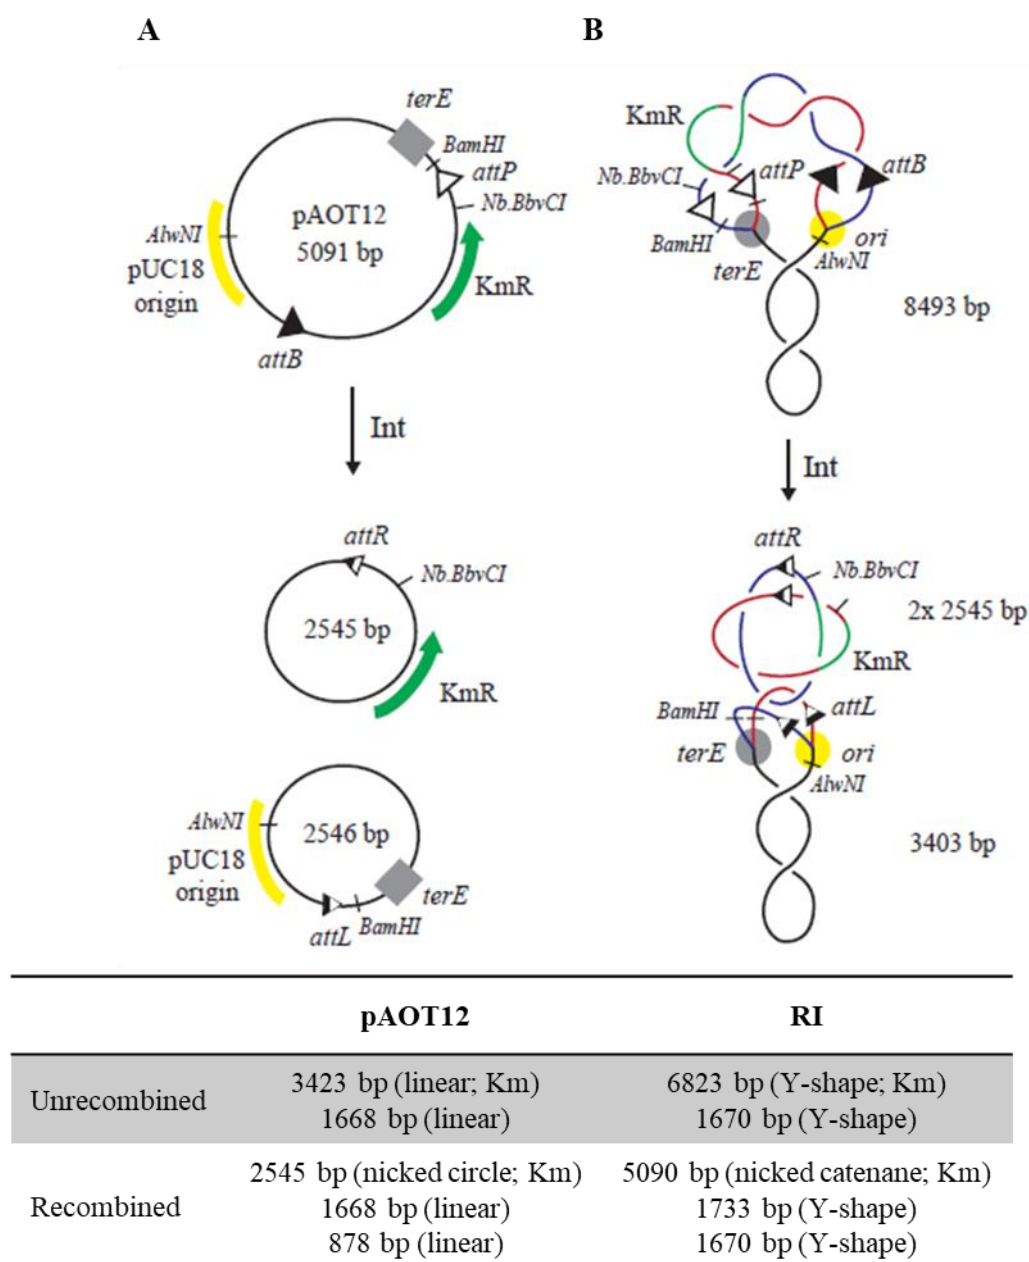 A
B
terE
BamHI
attP
Nb.BbvCI
pAOT12
5091 bp
AlwNI
pUC18
origin
KmR
attB
Int
attR
Nb.BbvCI
2545 bp
KmR
AlwNI
2546 bp
pUC18
origin
terE
attL
BamHI
KmR
attP
attB
Nb.BbvCI
BamHI
ori
terE
AlwNI
8493 bp
Int
attR
Nb.BbvCI
2x 2545 bp
KmR
BamHI
attL
terE
ori
AlwNI
3403 bp
pAOT12
RI
Unrecombined
3423 bp (linear; Km)
6823 bp (Y-shape; Km)
1668 bp (linear)
1670 bp (Y-shape)
Recombined
2545 bp (nicked circle; Km)
5090 bp (nicked catenane; Km)
1668 bp (linear)
1733 bp (Y-shape)
878 bp (linear)
1670 bp (Y-shape)